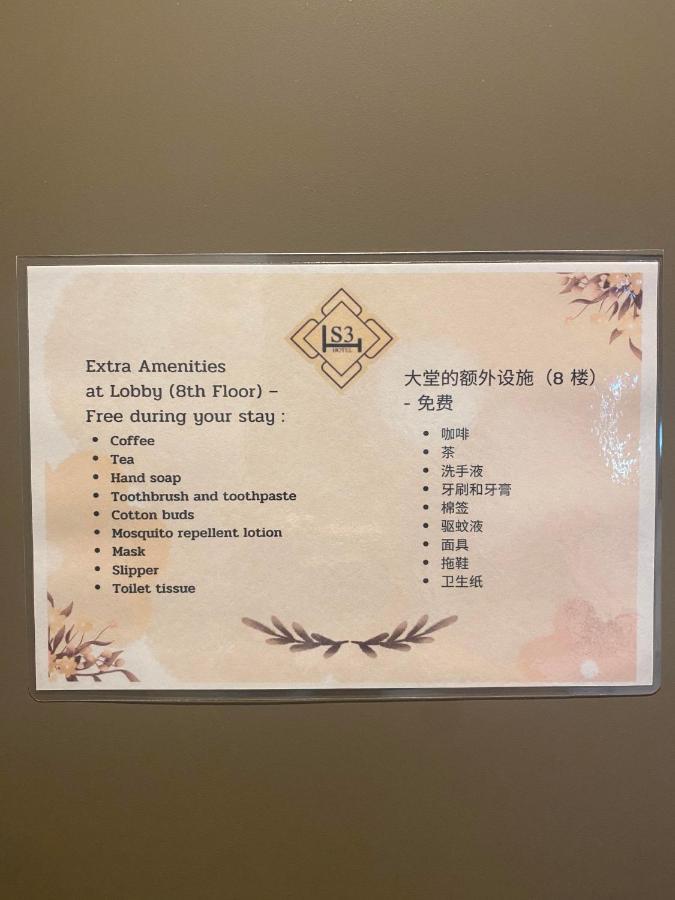 S3
HOTEL
Extra Amenities
at Lobby (8th Floor) –
Free during your stay :
• Coffee
• Tea
• Hand soap
• Toothbrush and toothpaste
• Cotton buds
• Mosquito repellent lotion
• Mask
• Slipper
• Toilet tissue
大堂的额外设施（8 楼）
- 免费
• 咖啡
• 茶
• 洗手液
• 牙刷和牙膏
• 棉签
• 驱蚊液
• 面具
• 拖鞋
• 卫生纸